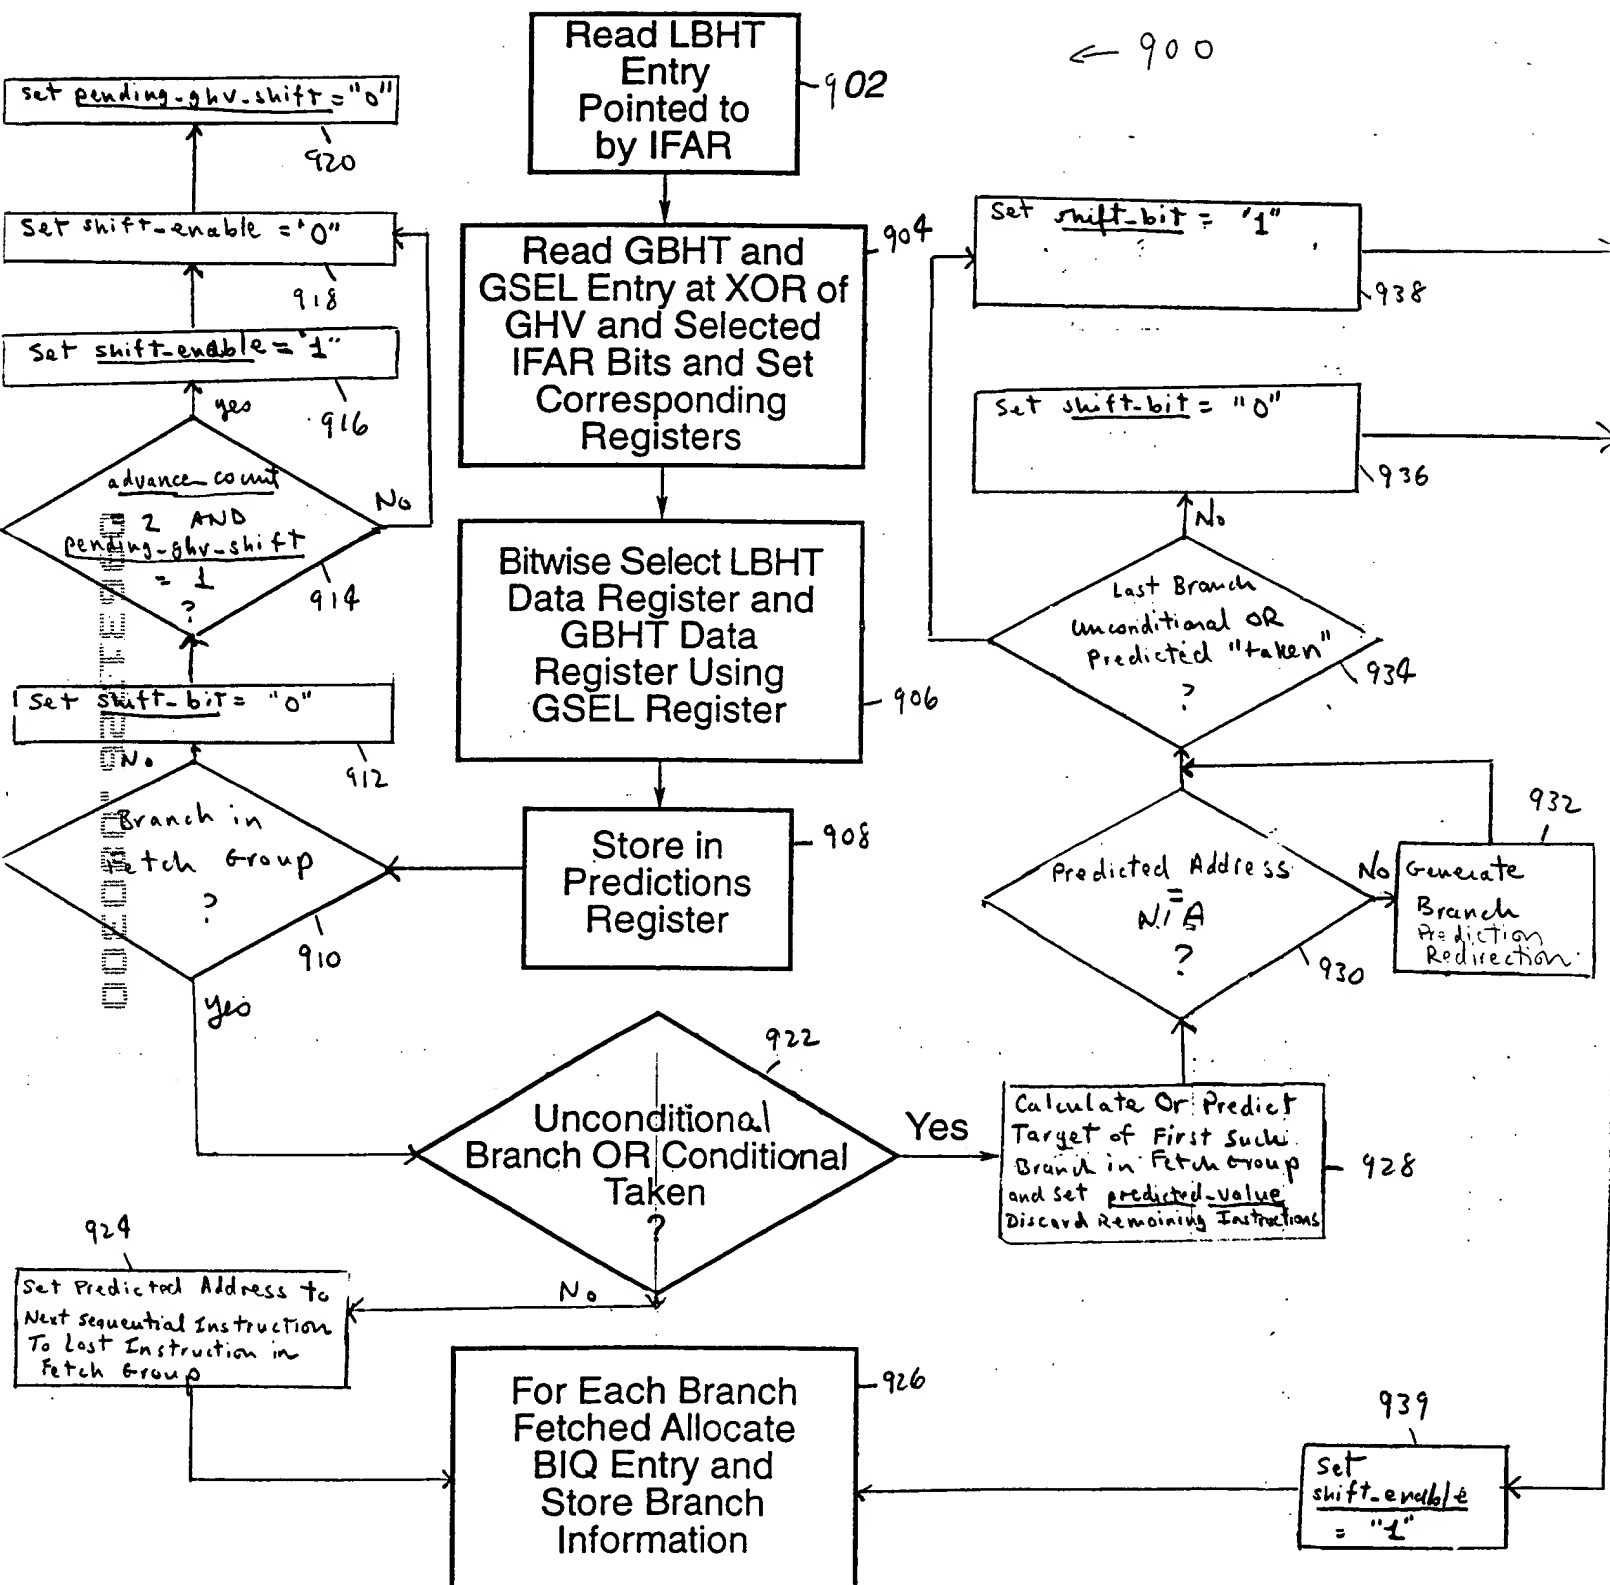 ← 900
Read LBHT
Entry
Pointed to
by IFAR
902
Read GBHT and
GSEL Entry at XOR of
GHV and Selected
IFAR Bits and Set
Corresponding
Registers
904
Bitwise Select LBHT
Data Register and
GBHT Data
Register Using
GSEL Register
906
Store in
Predictions
Register
908
Branch in
Fetch Group
?
910
No
Yes
Set shift-bit = "0"
912
advance-count
= 2 AND
pending-ghv-shift
= 1
?
914
yes
No
Set shift-enable = "1"
916
Set shift-enable = "0"
918
Set pending-ghv-shift = "0"
920
Unconditional
Branch OR Conditional
Taken
?
922
Yes
No
Set Predicted Address to
Next Sequential Instruction
To Last Instruction in
Fetch Group
924
For Each Branch
Fetched Allocate
BIQ Entry and
Store Branch
Information
926
Calculate Or Predict
Target of First Such
Branch in Fetch Group
and set predicted-value
Discard Remaining Instructions
928
Predicted Address
=
NIA
?
930
No
Generate
Branch
Prediction
Redirection
932
Last Branch
Unconditional OR
Predicted "taken"
?
934
No
Set shift-bit = "0"
936
Set shift-bit = "1"
938
Set
shift-enable
= "1"
939